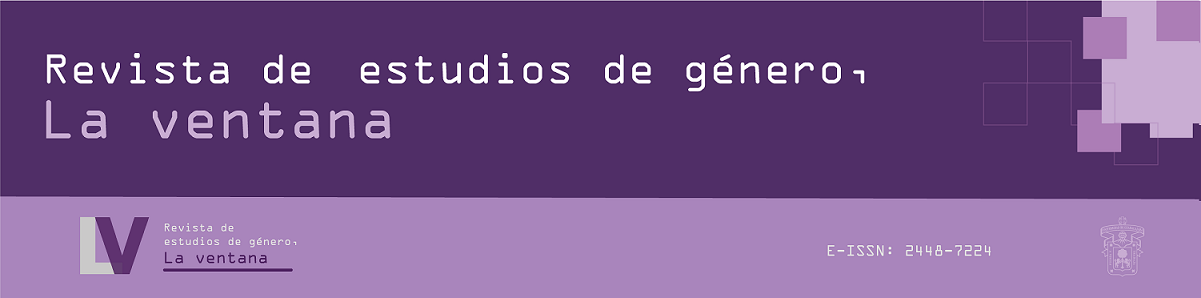 Revista de estudios de género,
La ventana
LV
Revista de
estudios de género,
La ventana
E-ISSN: 2448-7224